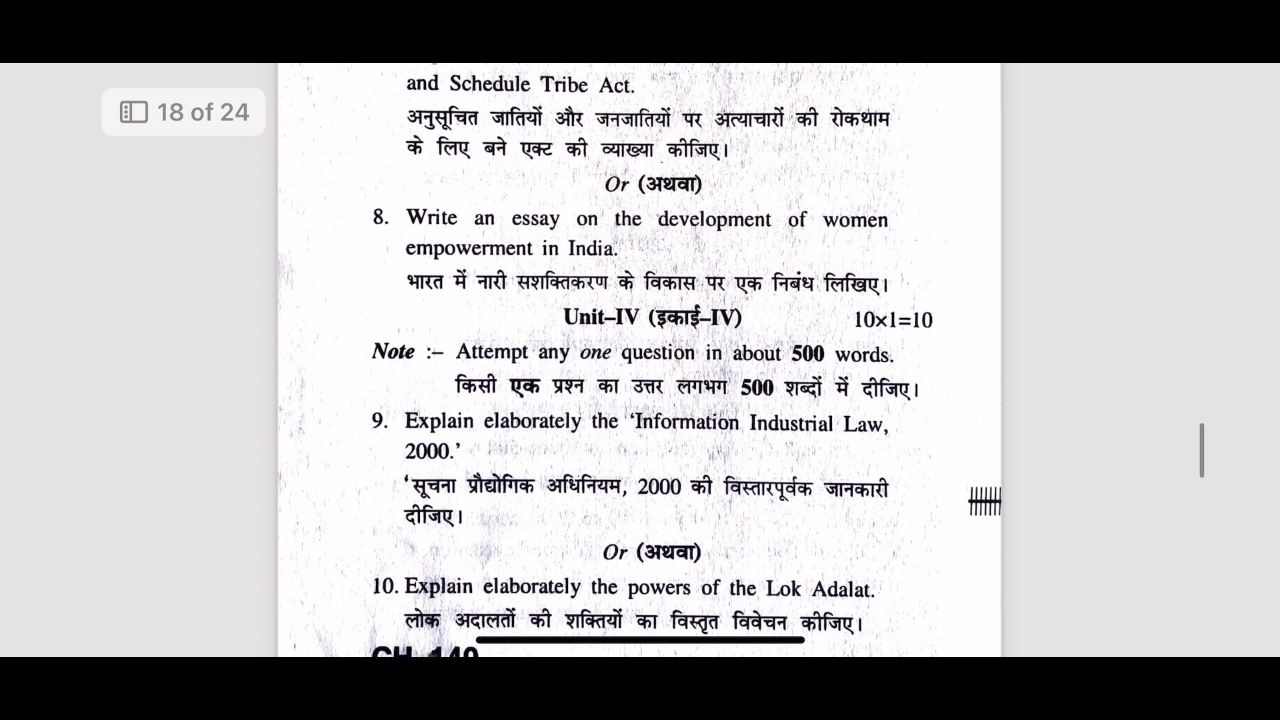 18 of 24
and Schedule Tribe Act.
अनुसूचित जातियों और जनजातियों पर अत्याचारों की रोकथाम
के लिए बने एक्ट की व्याख्या कीजिए।
Or (अथवा)
8. Write an essay on the development of women
empowerment in India.
भारत में नारी सशक्तिकरण के विकास पर एक निबंध लिखिए।
Unit–IV (इकाई–IV) 10×1=10
Note :– Attempt any one question in about 500 words.
किसी एक प्रश्न का उत्तर लगभग 500 शब्दों में दीजिए।
9. Explain elaborately the ‘Information Industrial Law,
2000.’
‘सूचना प्रौद्योगिक अधिनियम, 2000 की विस्तारपूर्वक जानकारी
दीजिए।
Or (अथवा)
10. Explain elaborately the powers of the Lok Adalat.
लोक अदालतों की शक्तियों का विस्तृत विवेचन कीजिए।